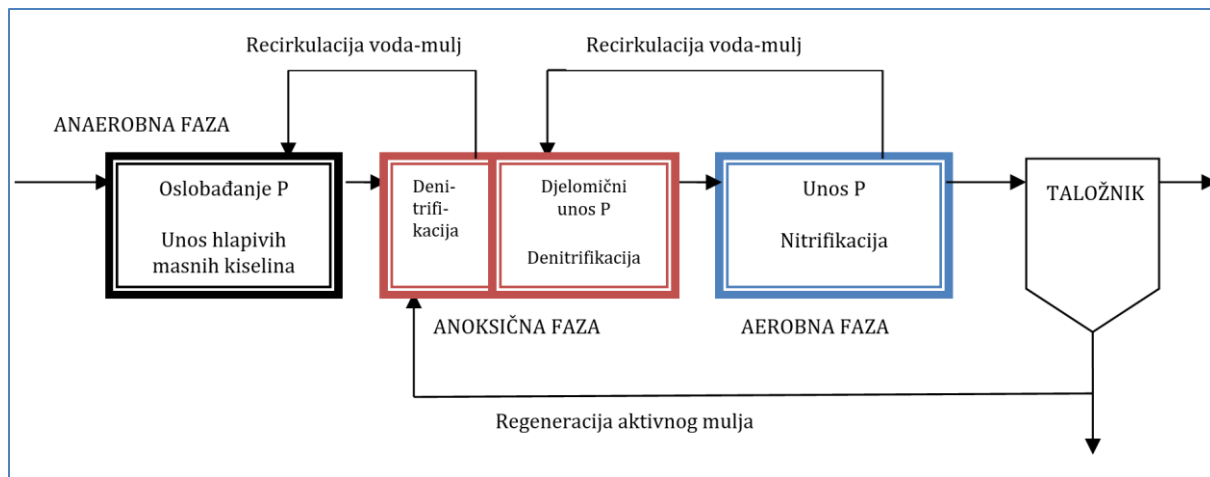 Recirkulacija voda-mulj
Recirkulacija voda-mulj
ANAEROBNA FAZA
Oslobađanje P
Unos hlapivih
masnih kiselina
Deni-
trifi-
kacija
Djelomični
unos P
Denitrifikacija
Unos P
Nitrifikacija
TALOŽNIK
ANOKSIČNA FAZA
AEROBNA FAZA
Regeneracija aktivnog mulja